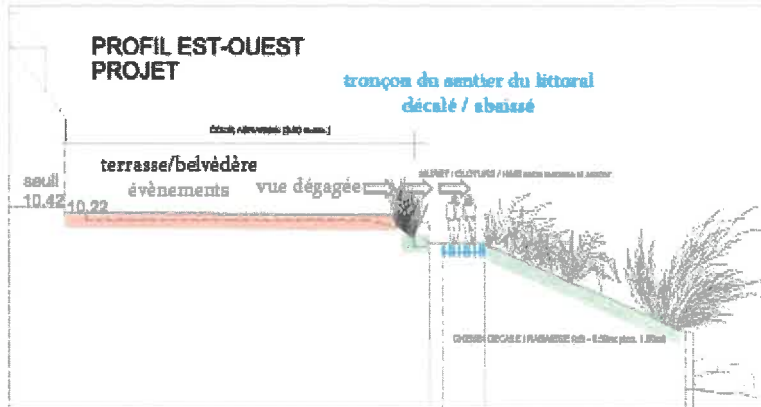 PROFIL EST-OUEST
PROJET
tronçon du sentier du littoral
décalé / abaissé
terrasse/belvédère
évènements
vue dégagée
seuil
10.42
10.22